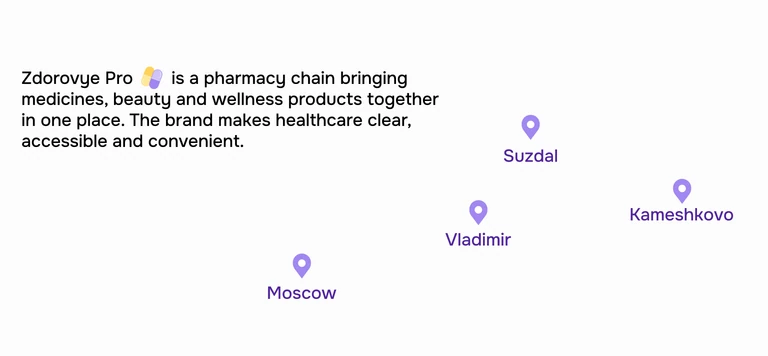 Zdorovye Pro is a pharmacy chain bringing
medicines, beauty and wellness products together
in one place. The brand makes healthcare clear,
accessible and convenient.
Suzdal
Kameshkovo
Vladimir
Moscow